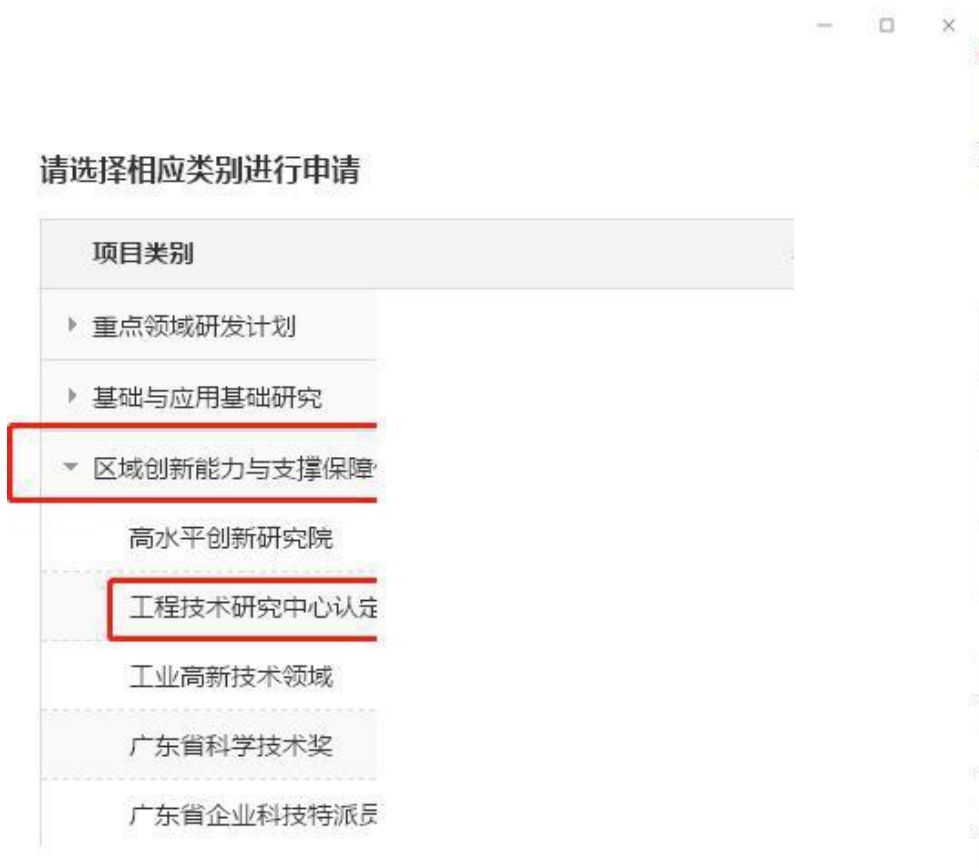 请选择相应类别进行申请
项目类别
重点领域研发计划
基础与应用基础研究
区域创新能力与支撑保障
高水平创新研究院
工程技术研究中心认定
工业高新技术领域
广东省科学技术奖
广东省企业科技特派员